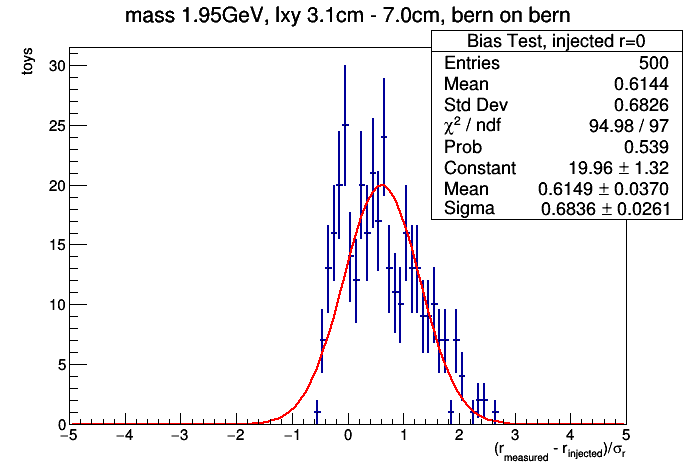 mass 1.95GeV, lxy 3.1cm - 7.0cm, bern on bern
Bias Test, injected r=0
Entries 500
Mean 0.6144
Std Dev 0.6826
χ² / ndf 94.98 / 97
Prob 0.539
Constant 19.96 ± 1.32
Mean 0.6149 ± 0.0370
Sigma 0.6836 ± 0.0261
toys
30
25
20
15
10
5
0
−5 −4 −3 −2 −1 0 1 2 3 4 5
(r_measured - r_injected)/σ_r